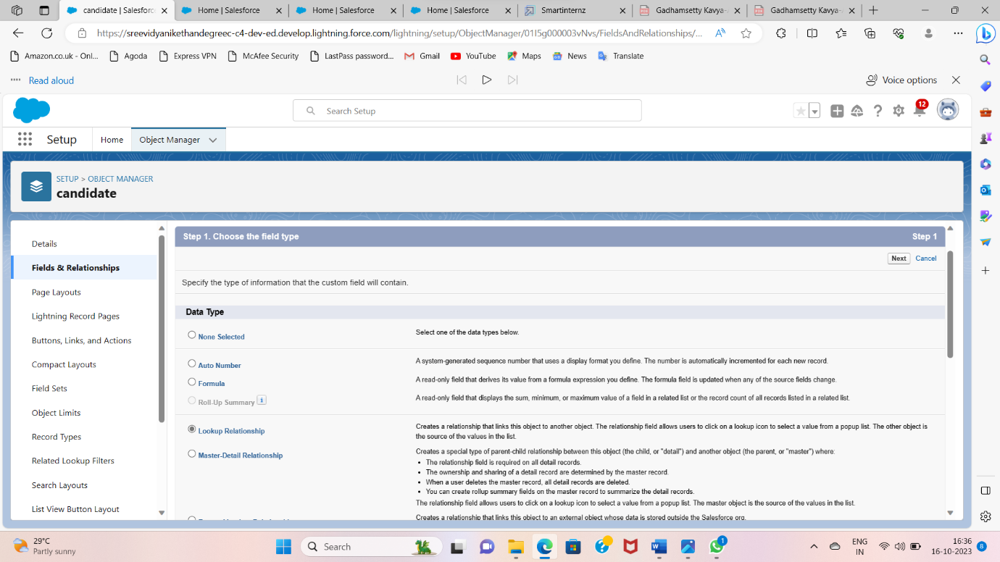 candidate | Salesforc
Home | Salesforce
Home | Salesforce
Home | Salesforce
Smartinternz
Gadhamsetty Kavya-
Gadhamsetty Kavya-
https://sreevidyanikethandegreec-c4-dev-ed.develop.lightning.force.com/lightning/setup/ObjectManager/01I5g000003vNvs/FieldsAndRelationships/...
Amazon.co.uk - Onl...
Agoda
Express VPN
McAfee Security
LastPass password...
Gmail
YouTube
Maps
News
Translate
Read aloud
Voice options
Search Setup
12
Setup
Home
Object Manager
SETUP > OBJECT MANAGER
candidate
Details
Fields & Relationships
Page Layouts
Lightning Record Pages
Buttons, Links, and Actions
Compact Layouts
Field Sets
Object Limits
Record Types
Related Lookup Filters
Search Layouts
List View Button Layout
Step 1. Choose the field type
Step 1
Next
Cancel
Specify the type of information that the custom field will contain.
Data Type
None Selected
Select one of the data types below.
Auto Number
A system-generated sequence number that uses a display format you define. The number is automatically incremented for each new record.
Formula
A read-only field that derives its value from a formula expression you define. The formula field is updated when any of the source fields change.
Roll-Up Summary i
A read-only field that displays the sum, minimum, or maximum value of a field in a related list or the record count of all records listed in a related list.
Lookup Relationship
Creates a relationship that links this object to another object. The relationship field allows users to click on a lookup icon to select a value from a popup list. The other object is
the source of the values in the list.
Master-Detail Relationship
Creates a special type of parent-child relationship between this object (the child, or "detail") and another object (the parent, or "master") where:
• The relationship field is required on all detail records.
• The ownership and sharing of a detail record are determined by the master record.
• When a user deletes the master record, all detail records are deleted.
• You can create rollup summary fields on the master record to summarize the detail records.
The relationship field allows users to click on a lookup icon to select a value from a popup list. The master object is the source of the values in the list.
Creates a relationship that links this object to an external object whose data is stored outside the Salesforce org.
29°C
Partly sunny
Search
1
ENG
IN
16:36
16-10-2023
8